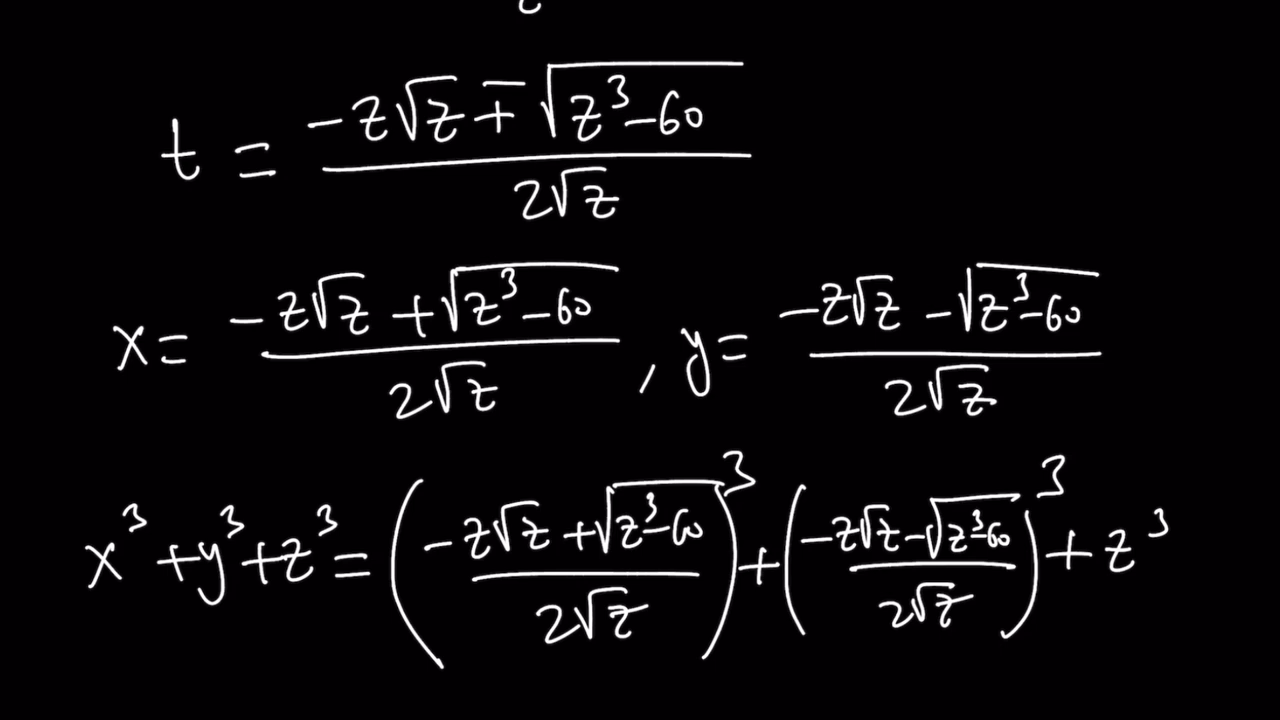 t = (-z√z ∓ √(z³-60)) / (2√z)
x = (-z√z + √(z³-60)) / (2√z) , y = (-z√z - √(z³-60)) / (2√z)
x³ + y³ + z³ = ((-z√z + √(z³-60)) / (2√z))³ + ((-z√z - √(z³-60)) / (2√z))³ + z³